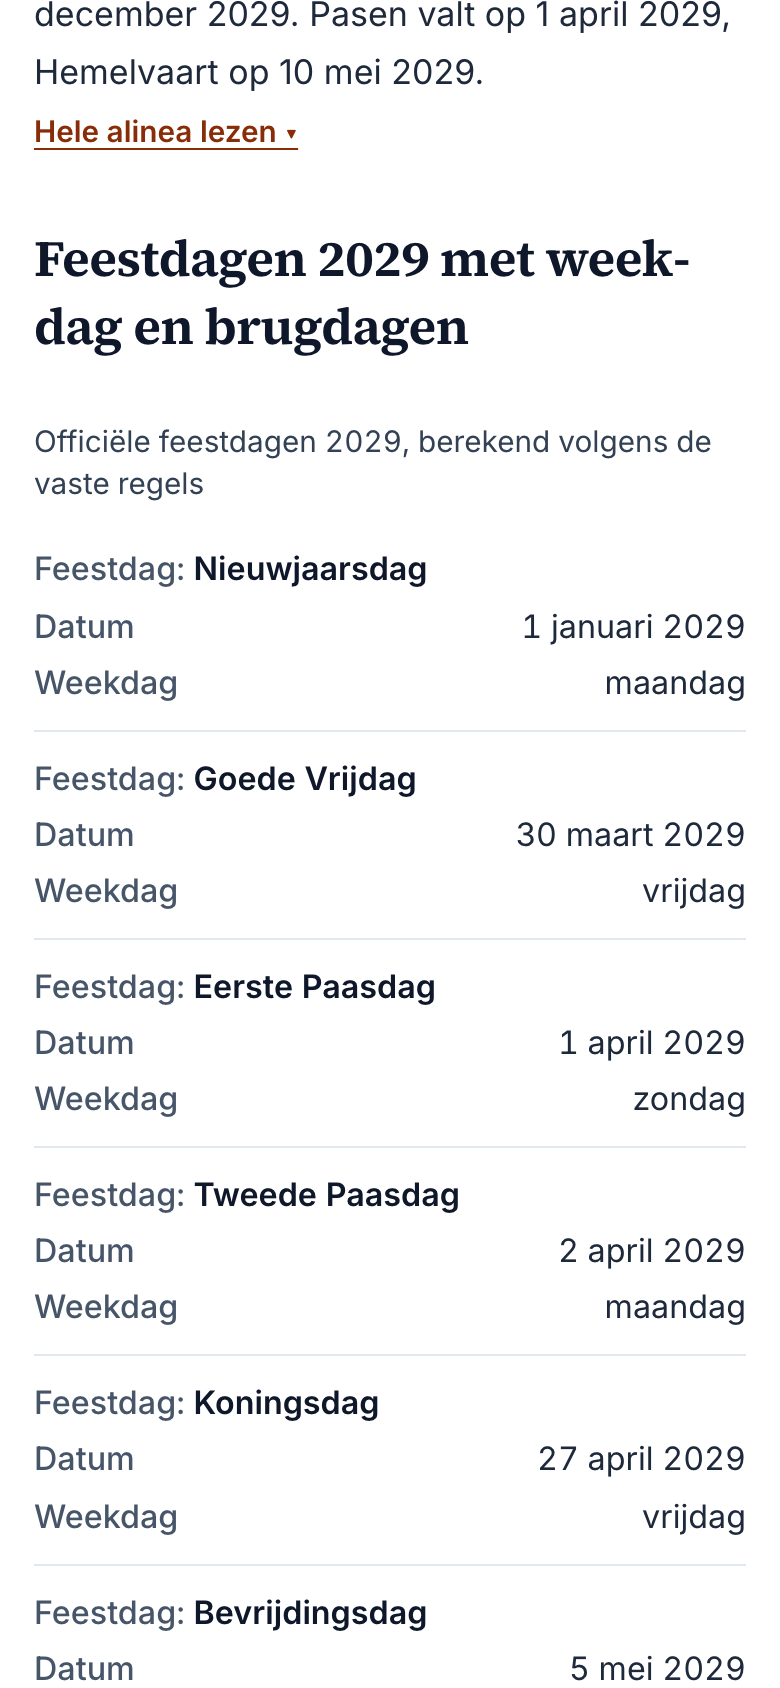 december 2029. Pasen valt op 1 april 2029,
Hemelvaart op 10 mei 2029.
Hele alinea lezen ▾
Feestdagen 2029 met week-
dag en brugdagen
Officiële feestdagen 2029, berekend volgens de
vaste regels
Feestdag: Nieuwjaarsdag
Datum 1 januari 2029
Weekdag maandag
Feestdag: Goede Vrijdag
Datum 30 maart 2029
Weekdag vrijdag
Feestdag: Eerste Paasdag
Datum 1 april 2029
Weekdag zondag
Feestdag: Tweede Paasdag
Datum 2 april 2029
Weekdag maandag
Feestdag: Koningsdag
Datum 27 april 2029
Weekdag vrijdag
Feestdag: Bevrijdingsdag
Datum 5 mei 2029